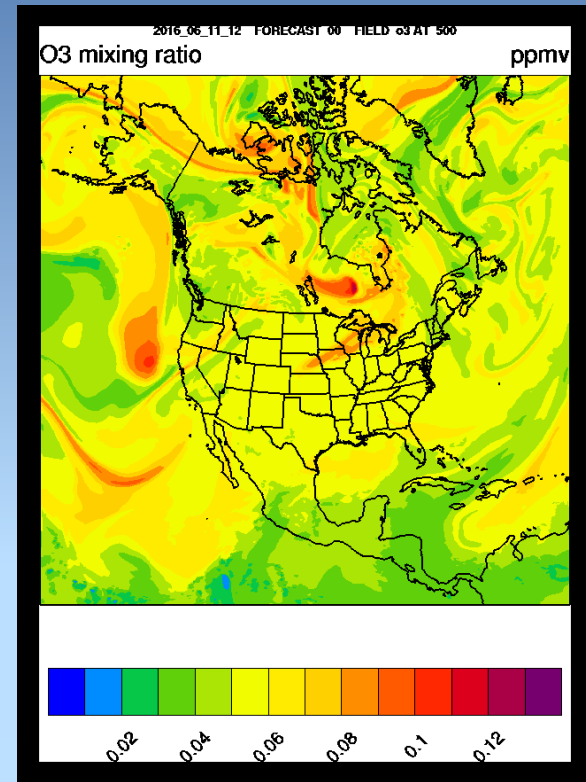 2016_06_11_12 FORECAST 00 FIELD o3 AT 500
O3 mixing ratio ppmv
0.02 0.04 0.06 0.08 0.1 0.12